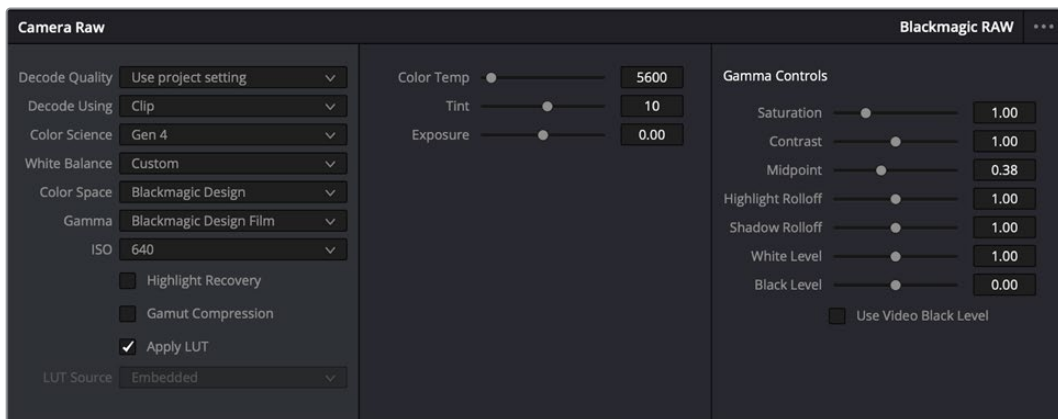 Camera Raw
Blackmagic RAW
Decode Quality Use project setting
Decode Using Clip
Color Science Gen 4
White Balance Custom
Color Space Blackmagic Design
Gamma Blackmagic Design Film
ISO 640
Highlight Recovery
Gamut Compression
Apply LUT
LUT Source Embedded
Color Temp 5600
Tint 10
Exposure 0.00
Gamma Controls
Saturation 1.00
Contrast 1.00
Midpoint 0.38
Highlight Rolloff 1.00
Shadow Rolloff 1.00
White Level 1.00
Black Level 0.00
Use Video Black Level